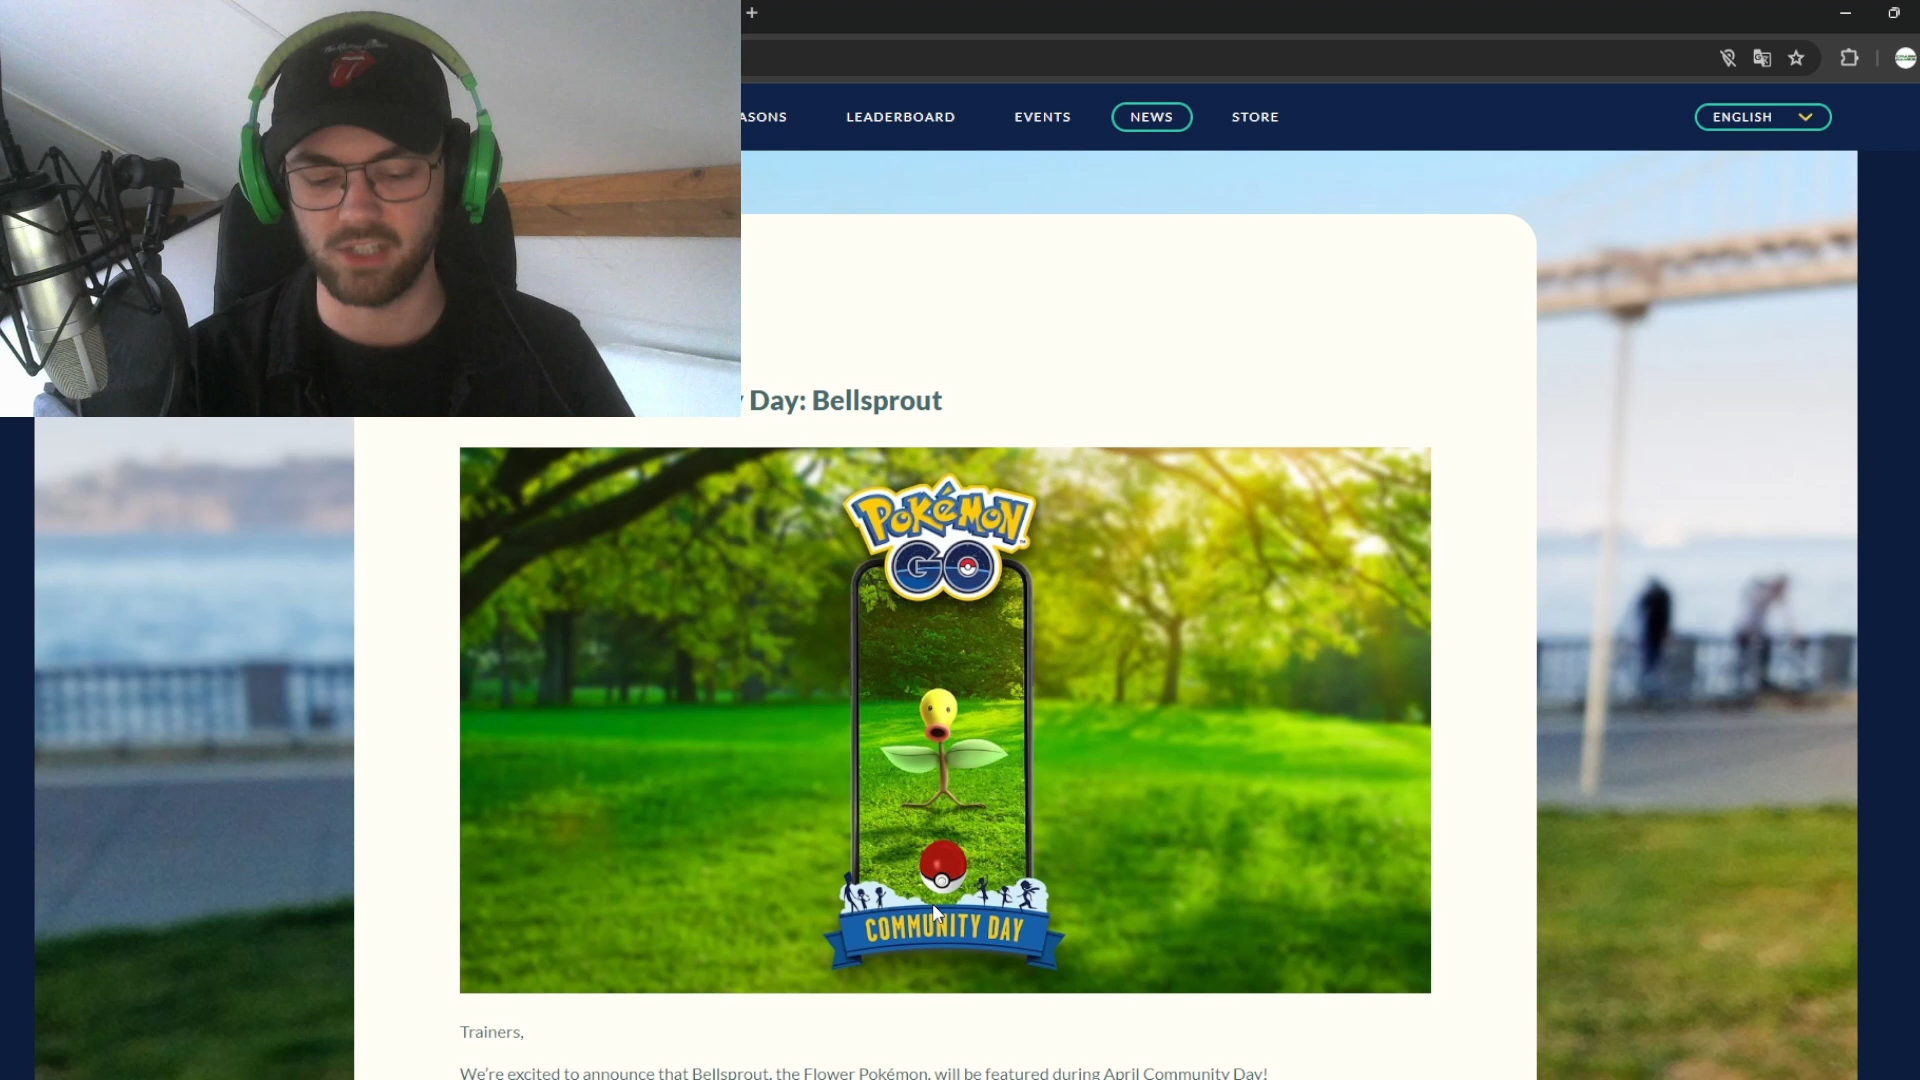 ASONS LEADERBOARD EVENTS NEWS STORE ENGLISH
Day: Bellsprout
POKÉMON
GO
COMMUNITY DAY
Trainers,
We're excited to announce that Bellsprout, the Flower Pokémon, will be featured during April Community Day!